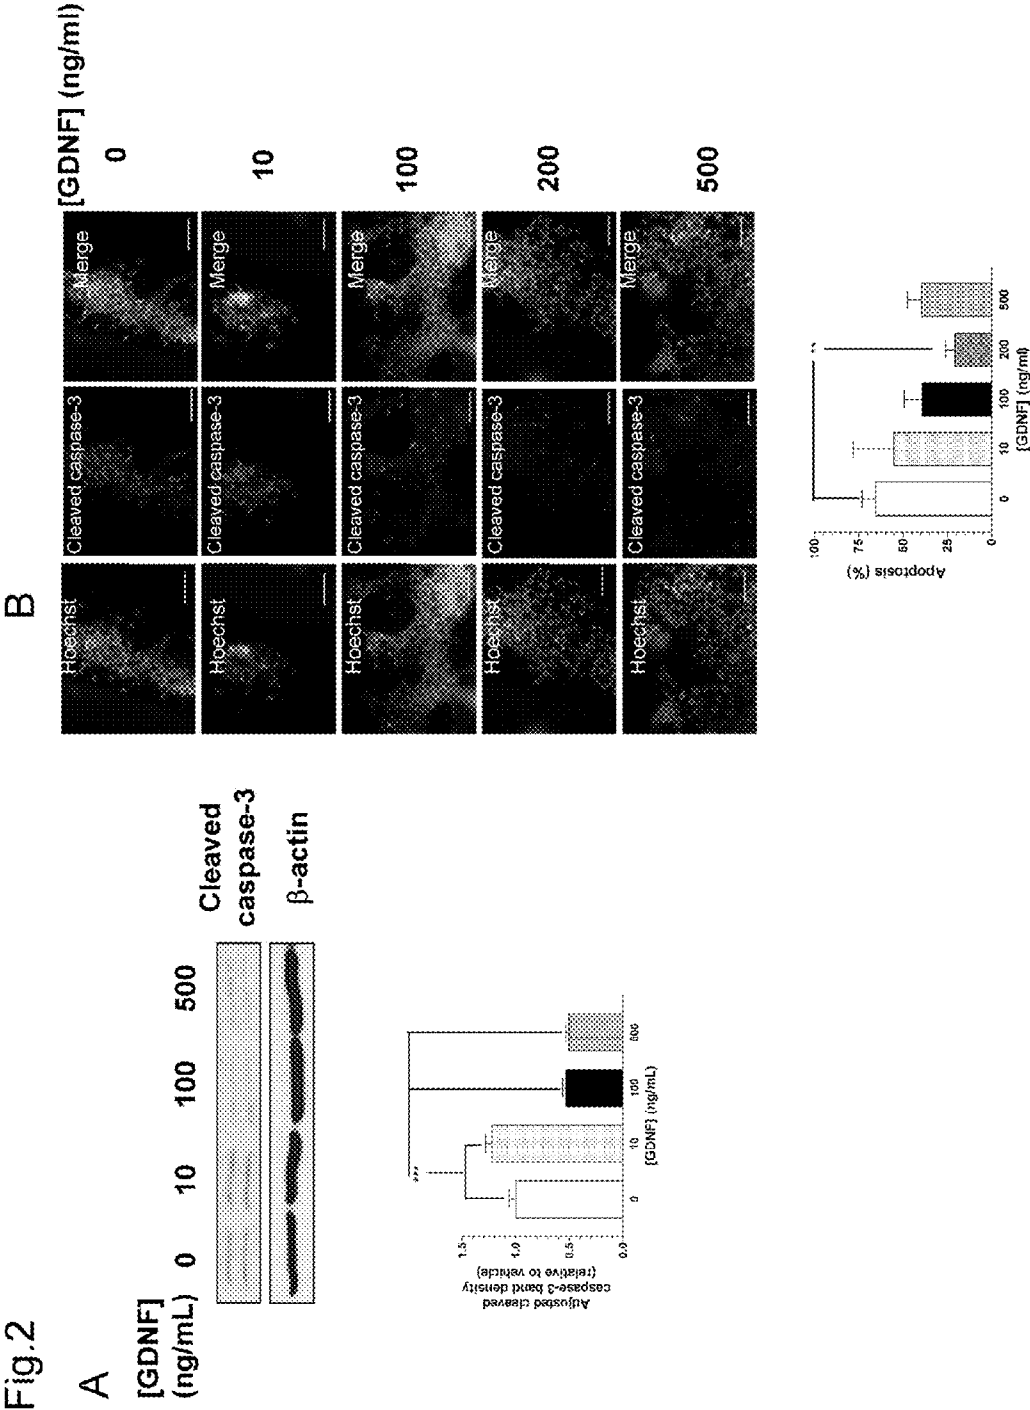 Fig.2
A
[GDNF]
(ng/mL)
0
10
100
500
Cleaved
caspase-3
β-actin
Adjusted cleaved
caspase-3 band density
(relative to vehicle)
1.5
1.0
0.5
0.0
***
0
10
100
500
[GDNF] (ng/mL)
B
[GDNF] (ng/ml)
Hoechst
Cleaved caspase-3
Merge
0
Hoechst
Cleaved caspase-3
Merge
10
Hoechst
Cleaved caspase-3
Merge
100
Hoechst
Cleaved caspase-3
Merge
200
Hoechst
Cleaved caspase-3
Merge
500
Apoptosis (%)
100
75
50
25
0
**
0
10
100
200
500
[GDNF] (ng/ml)